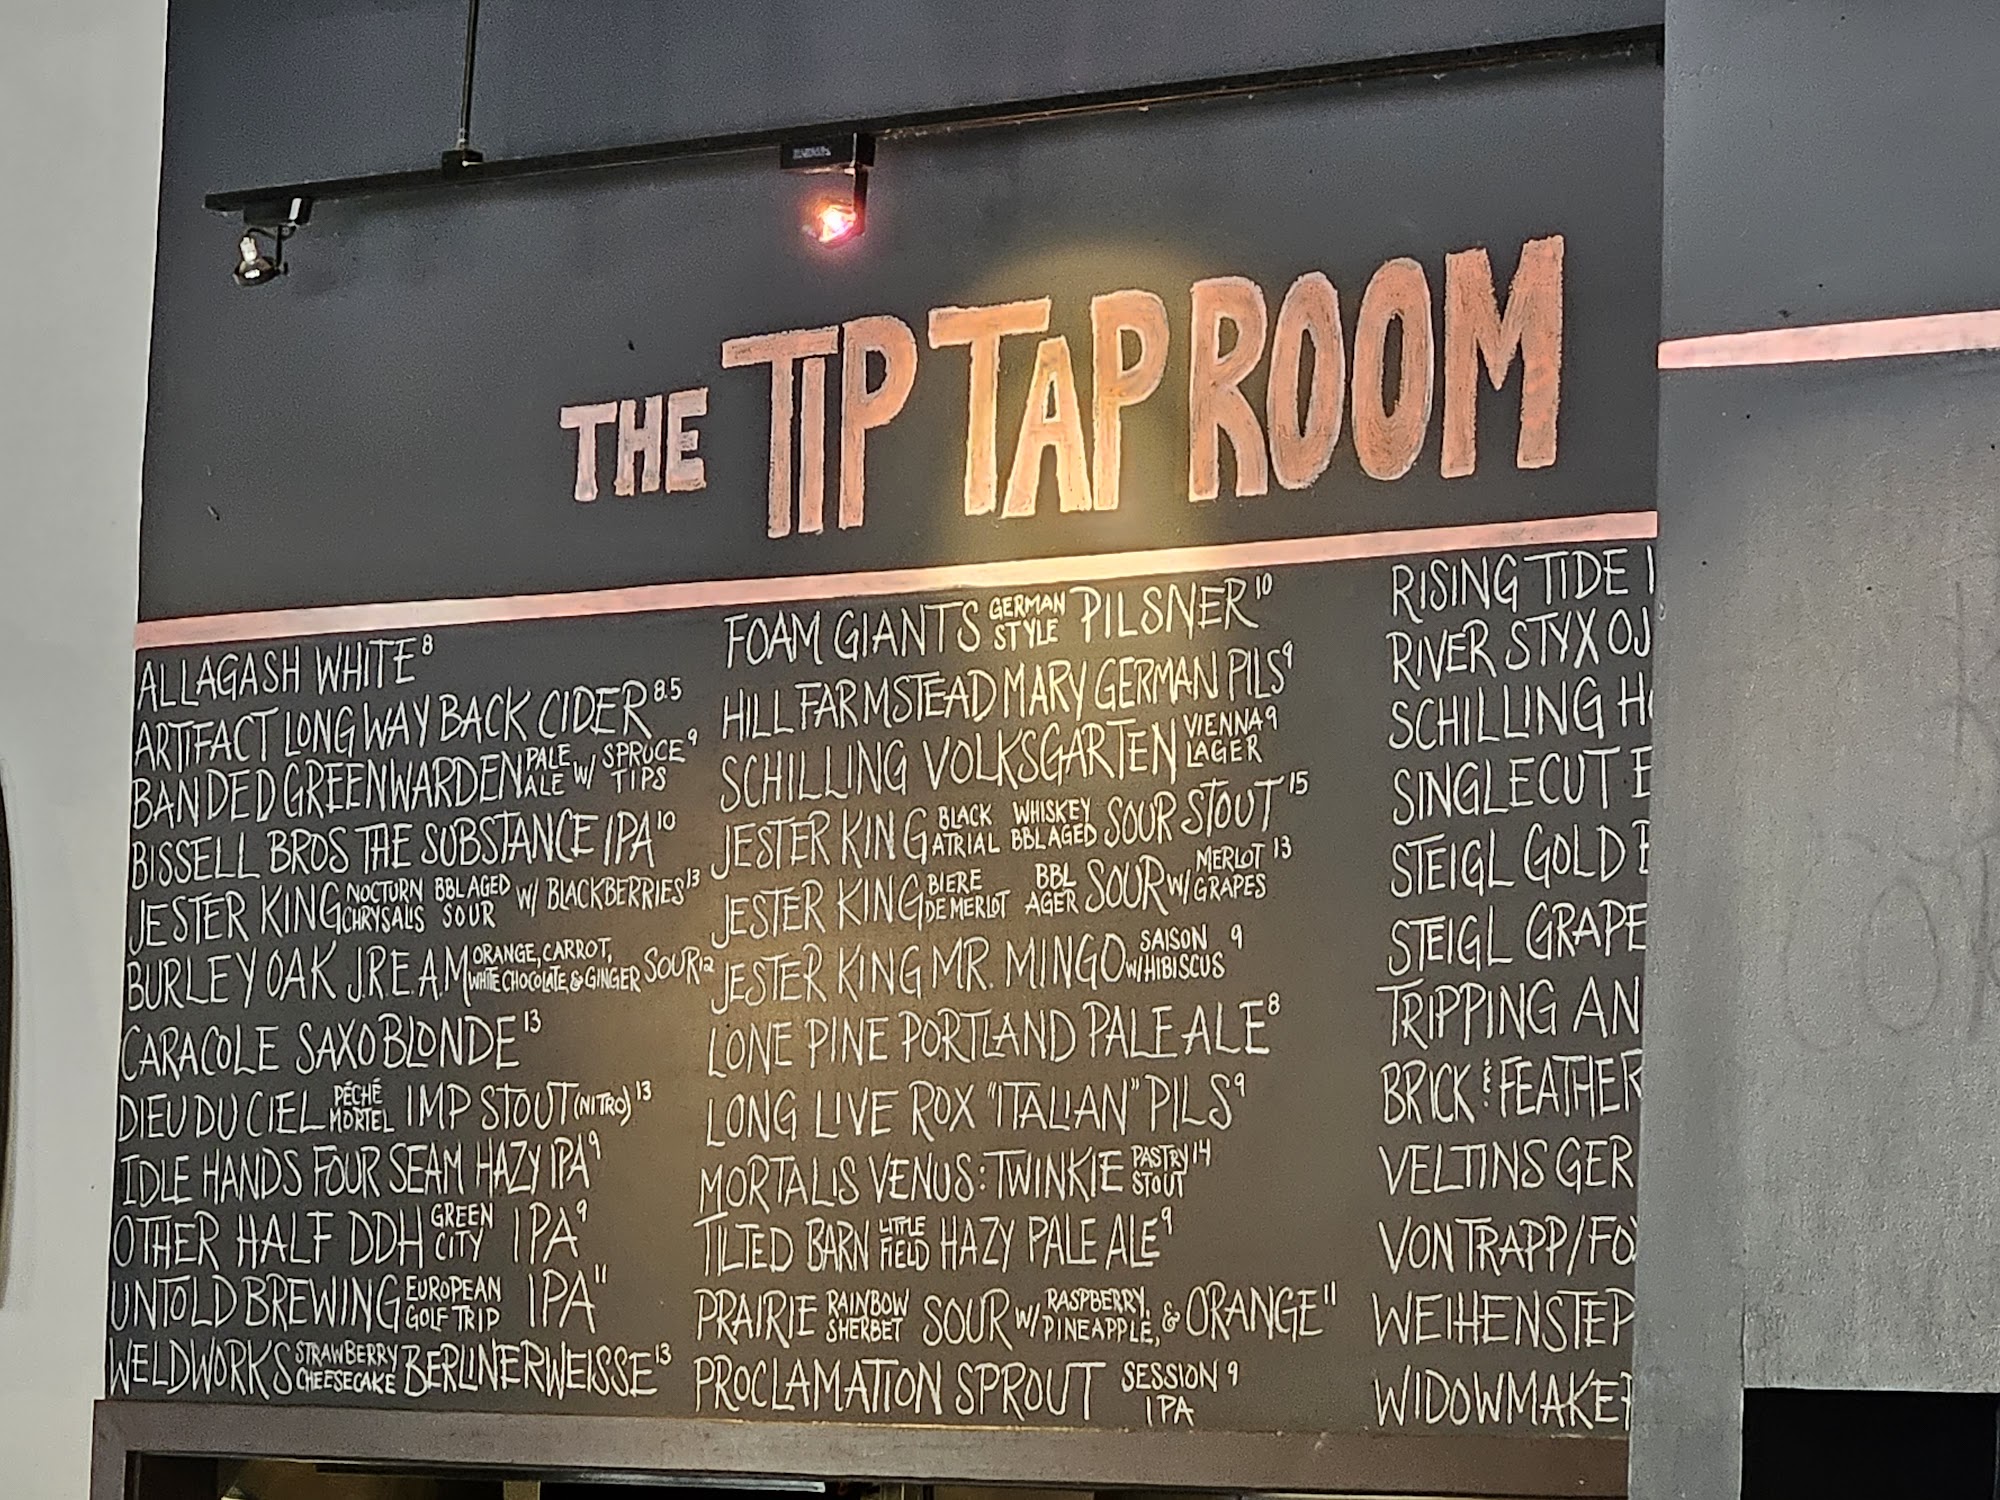 THE TIP TAP ROOM
ALLAGASH WHITE 8
ARTIFACT LONG WAY BACK CIDER 8.5
BANDED GREENWARDEN PALE ALE W/ SPRUCE TIPS 9
BISSELL BROS THE SUBSTANCE IPA 10
JESTER KING NOCTURN CHRYSALIS BBL AGED SOUR W/ BLACKBERRIES 13
BURLEY OAK J.R.E.A.M ORANGE, CARROT, WHITE CHOCOLATE, & GINGER SOUR 12
CARACOLE SAXO BLONDE 13
DIEU DU CIEL PÉCHÉ MORTEL IMP STOUT (NITRO) 13
IDLE HANDS FOUR SEAM HAZY IPA 9
OTHER HALF DDH GREEN CITY IPA 9
UNTOLD BREWING EUROPEAN GOLF TRIP IPA 11
WELDWORKS STRAWBERRY CHEESECAKE BERLINERWEISSE 13
FOAM GIANTS GERMAN STYLE PILSNER 10
HILL FARMSTEAD MARY GERMAN PILS 9
SCHILLING VOLKSGARTEN VIENNA LAGER 9
JESTER KING BLACK ATRIAL WHISKEY BBL AGED SOUR STOUT 15
JESTER KING BIERE DE MERLOT BBL AGER SOUR W/ MERLOT GRAPES 13
JESTER KING MR. MINGO SAISON W/ HIBISCUS 9
LONE PINE PORTLAND PALE ALE 8
LONG LIVE ROX "ITALIAN" PILS 9
MORTALIS VENUS: TWINKIE PASTRY STOUT 14
TILTED BARN LITTLE FIELD HAZY PALE ALE 9
PRAIRIE RAINBOW SHERBET SOUR W/ RASPBERRY, PINEAPPLE, & ORANGE 11
PROCLAMATION SPROUT SESSION IPA 9
RISING TIDE
RIVER STYX OJ
SCHILLING
SINGLECUT
STEIGL GOLD
STEIGL GRAPE
TRIPPING AN
BRICK & FEATHER
VELTINS GER
VON TRAPP/FO
WEIHENSTEP
WIDOWMAKER